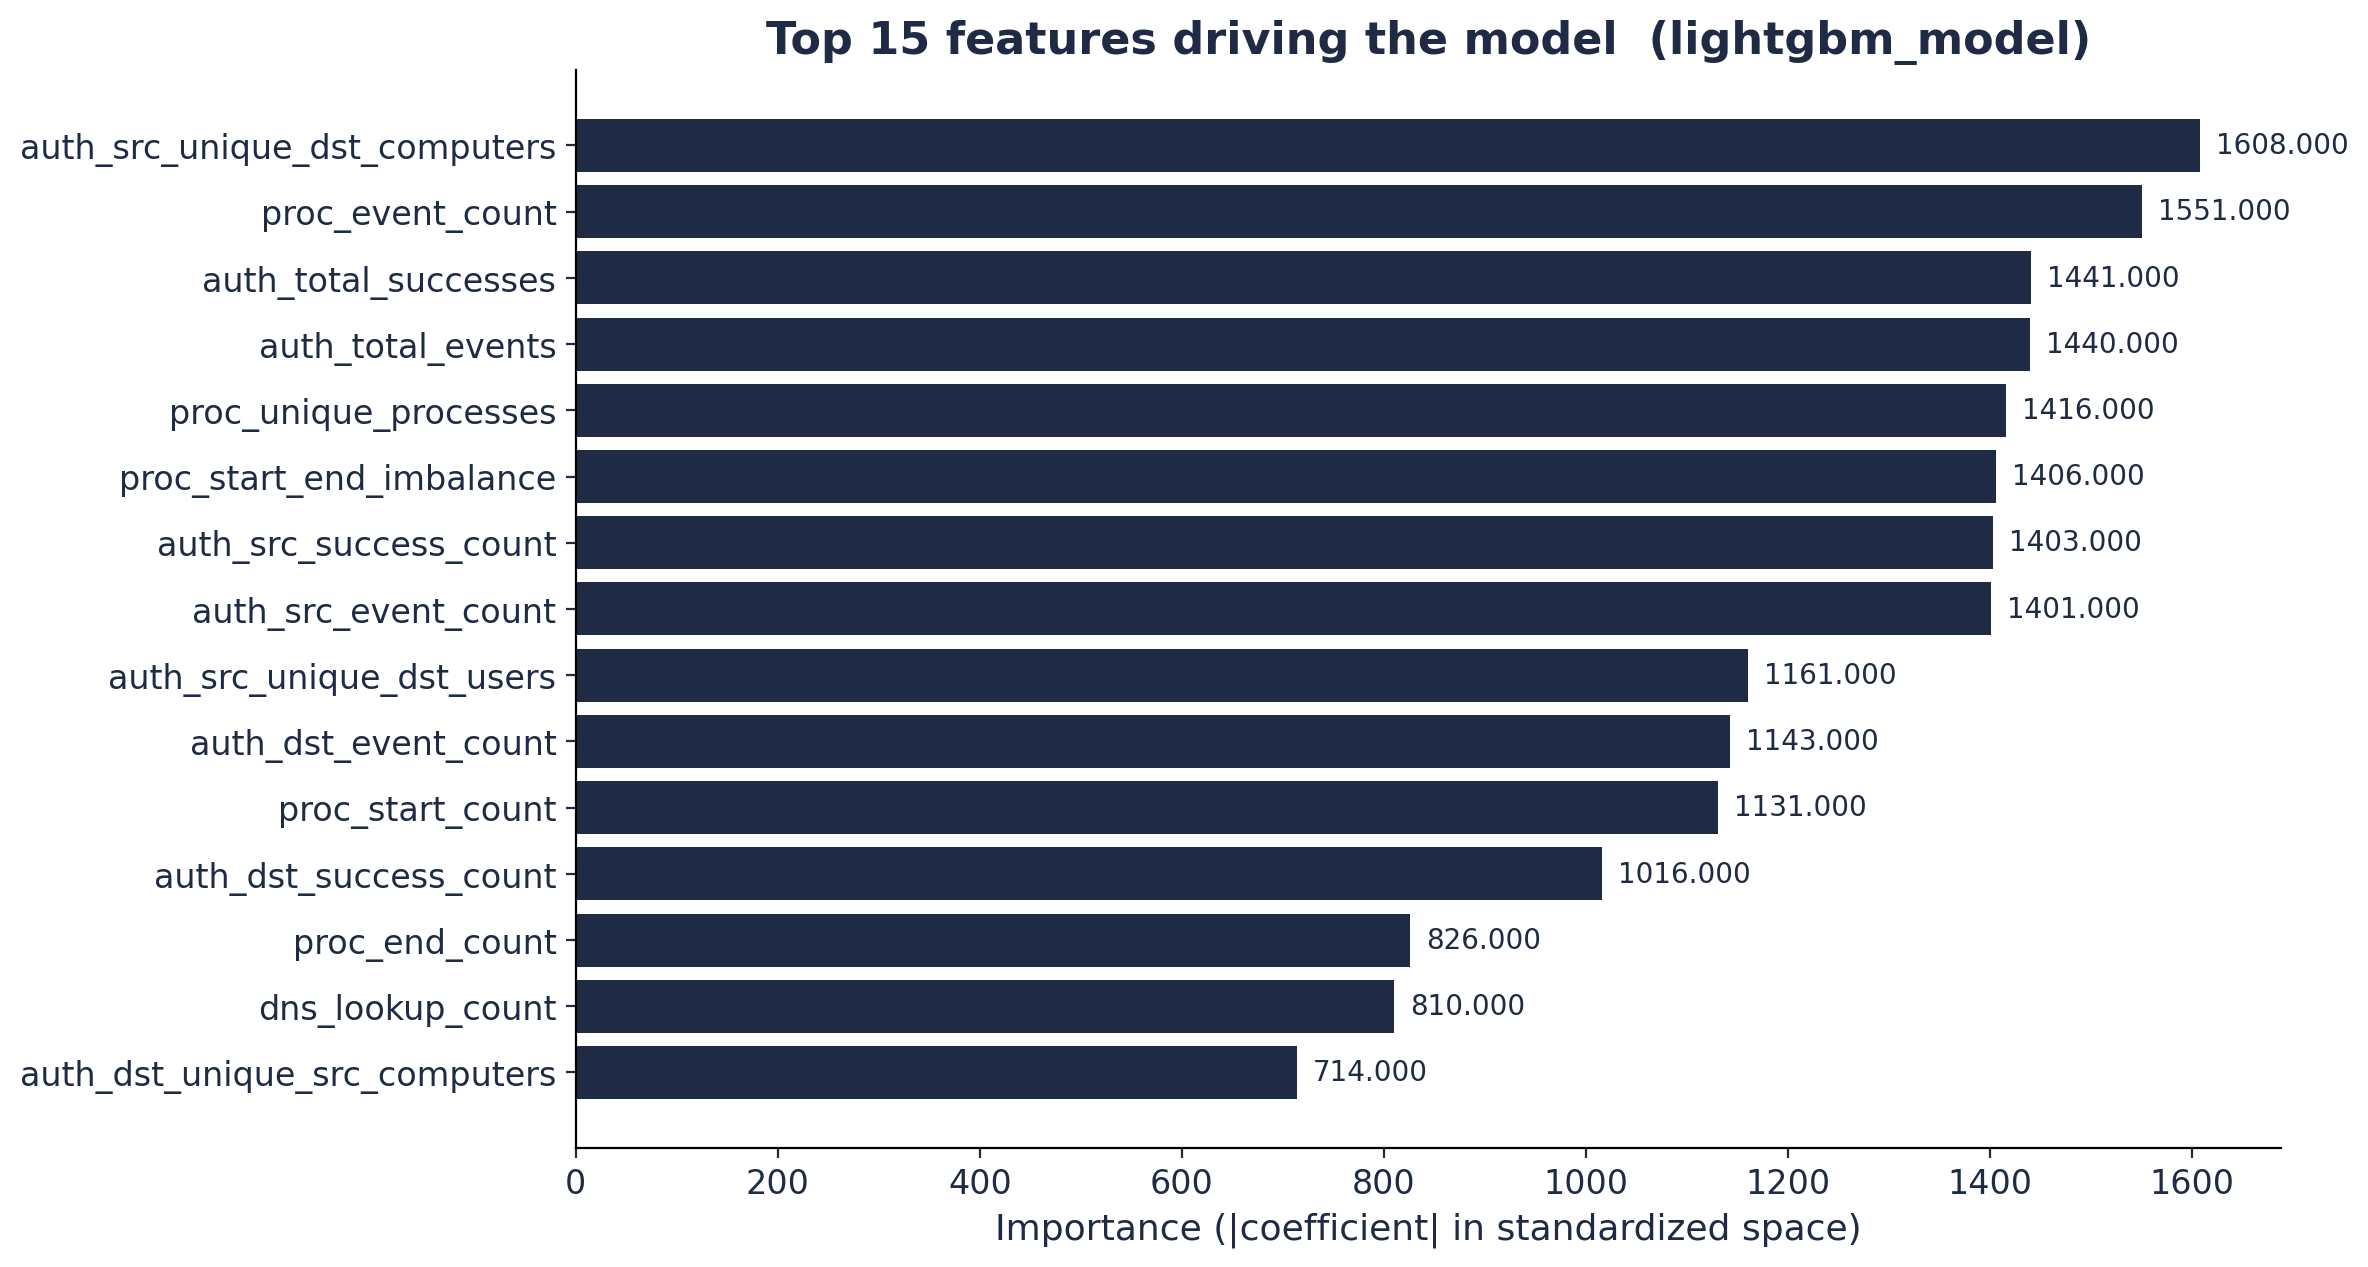 Top 15 features driving the model  (lightgbm_model)
auth_src_unique_dst_computers 1608.000
proc_event_count 1551.000
auth_total_successes 1441.000
auth_total_events 1440.000
proc_unique_processes 1416.000
proc_start_end_imbalance 1406.000
auth_src_success_count 1403.000
auth_src_event_count 1401.000
auth_src_unique_dst_users 1161.000
auth_dst_event_count 1143.000
proc_start_count 1131.000
auth_dst_success_count 1016.000
proc_end_count 826.000
dns_lookup_count 810.000
auth_dst_unique_src_computers 714.000
0 200 400 600 800 1000 1200 1400 1600
Importance (|coefficient| in standardized space)